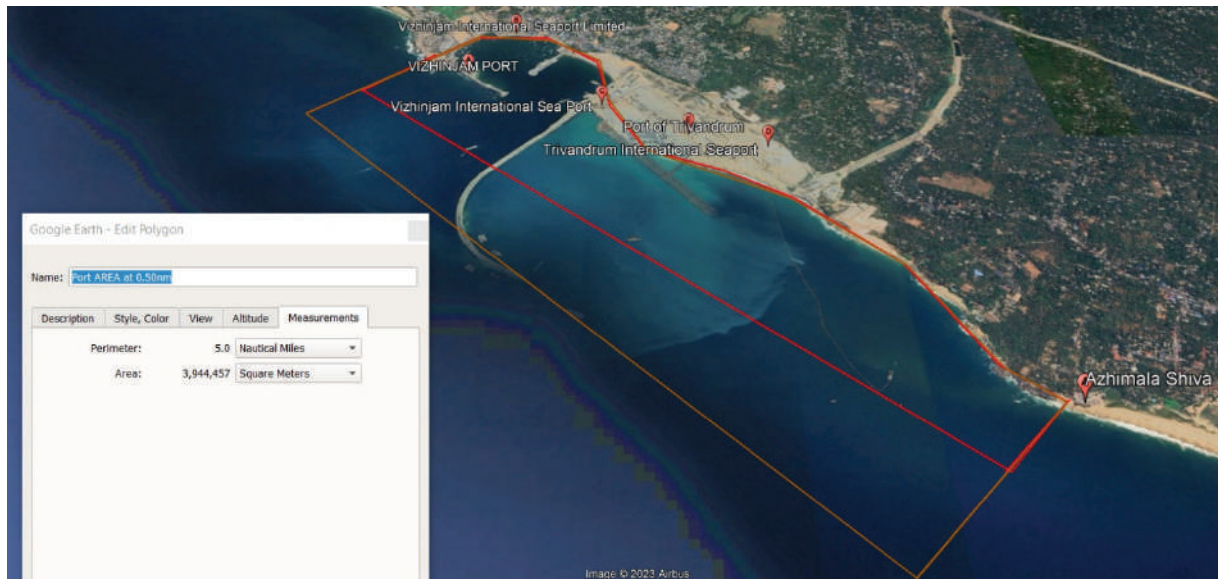 Vizhinjam International Seaport Limited
VIZHINJAM PORT
Vizhinjam International Sea Port
Port of Trivandrum
Trivandrum International Seaport
Azhimala Shiva
Google Earth - Edit Polygon
Name: Port AREA at 0.50nm
Description Style, Color View Altitude Measurements
Perimeter: 5.0 Nautical Miles
Area: 3,944,457 Square Meters
Image © 2023 Airbus